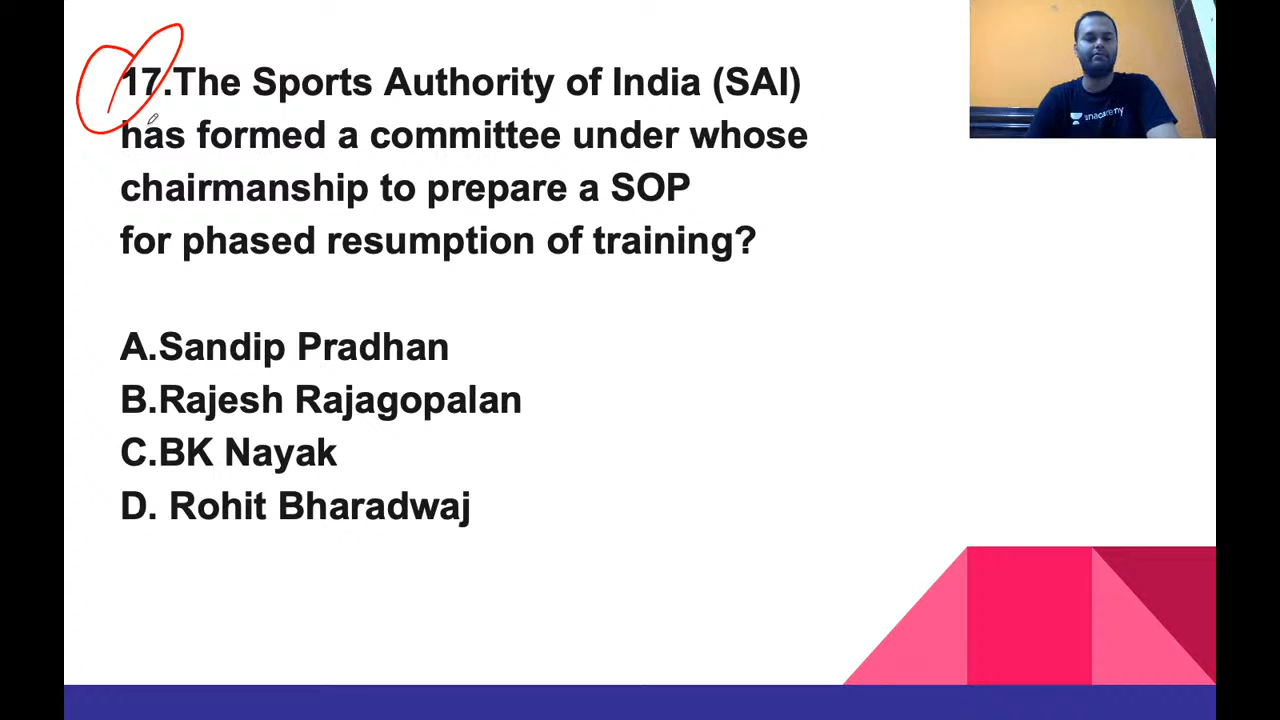 17.The Sports Authority of India (SAI)
has formed a committee under whose
chairmanship to prepare a SOP
for phased resumption of training?
A.Sandip Pradhan
B.Rajesh Rajagopalan
C.BK Nayak
D. Rohit Bharadwaj
unacademy